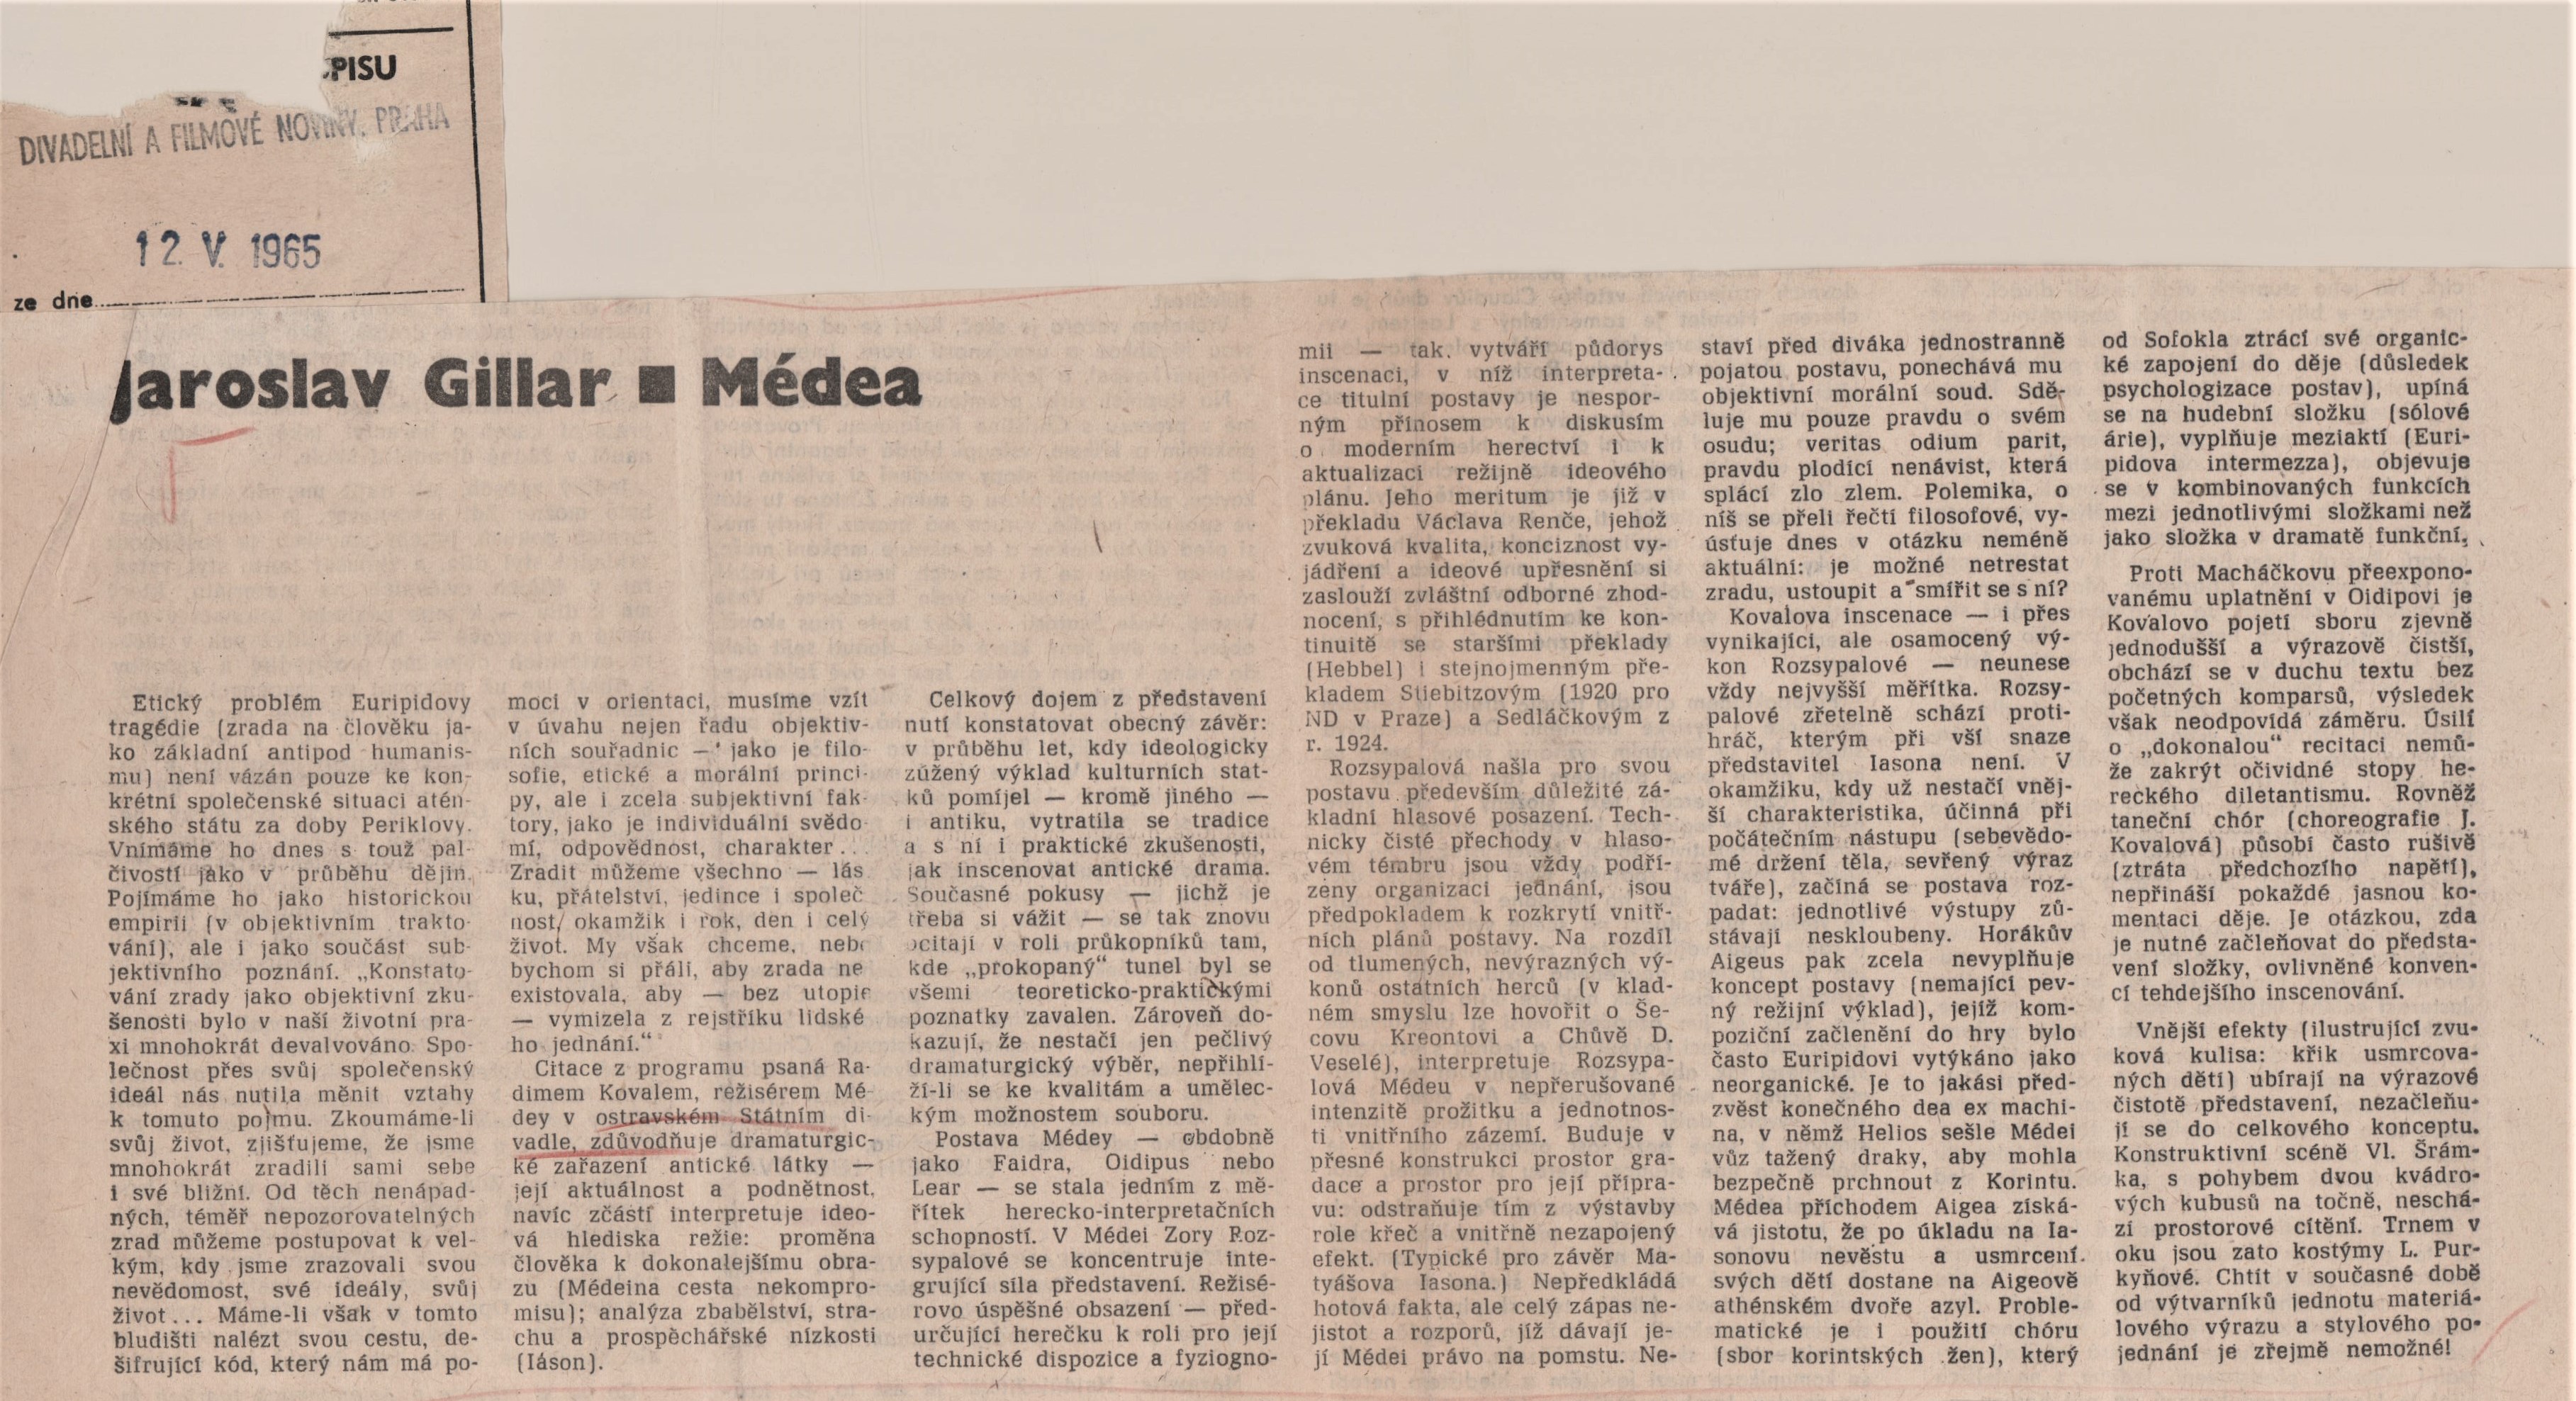 PISU
DIVADELNÍ A FILMOVÉ NOVINY, PRAHA
12. V. 1965
ze dne
Jaroslav Gillar ■ Médea
Etický problém Euripidovy
tragédie (zrada na člověku ja-
ko základní antipod humanis-
mu) není vázán pouze ke kon-
krétní společenské situaci atén-
ského státu za doby Periklovy.
Vnímáme ho dnes s touž pal-
čivostí jako v průběhu dějin.
Pojímáme ho jako historickou
empirii (v objektivním trakto-
vání), ale i jako součást sub-
jektivního poznání. „Konstato-
vání zrady jako objektivní zku-
šenosti bylo v naší životní pra-
xi mnohokrát devalvováno. Spo-
lečnost přes svůj společenský
ideál nás nutila měnit vztahy
k tomuto pojmu. Zkoumáme-li
svůj život, zjišťujeme, že jsme
mnohokrát zradili sami sebe
i své bližní. Od těch nenápad-
ných, téměř nepozorovatelných
zrad můžeme postupovat k vel-
kým, kdy jsme zrazovali svou
nevědomost, své ideály, svůj
život... Máme-li však v tomto
bludišti nalézt svou cestu, de-
šifrující kód, který nám má po-
moci v orientaci, musíme vzít
v úvahu nejen řadu objektiv-
ních souřadnic — jako je filo-
sofie, etické a morální princi-
py, ale i zcela subjektivní fak-
tory, jako je individuální svědo-
mí, odpovědnost, charakter...
Zradit můžeme všechno — lás
ku, přátelství, jedince i společ
nost, okamžik i rok, den i celý
život. My však chceme, nebo
bychom si přáli, aby zrada ne
existovala, aby — bez utopie
— vymizela z rejstříku lidské
ho jednání.“
Citace z programu psaná Ra-
dimem Kovalem, režisérem Mé-
dey v ostravském Státním di-
vadle, zdůvodňuje dramaturgic-
ké zařazení antické látky —
její aktuálnost a podnětnost,
navíc zčásti interpretuje ideo-
vá hlediska režie: proměna
člověka k dokonalejšímu obra-
zu (Médeina cesta nekompro-
misu); analýza zbabělství, stra-
chu a prospěchářské nízkosti
(Iáson).
Celkový dojem z představení
nutí konstatovat obecný závěr:
v průběhu let, kdy ideologicky
zúžený výklad kulturních stat-
ků pomíjel — kromě jiného —
i antiku, vytratila se tradice
a s ní i praktické zkušenosti,
jak inscenovat antické drama.
Současné pokusy — jichž je
třeba si vážit — se tak znovu
ocitají v roli průkopníků tam,
kde „prokopaný“ tunel byl se
všemi teoreticko-praktickými
poznatky zavalen. Zároveň do-
kazují, že nestačí jen pečlivý
dramaturgický výběr, nepřihlí-
ží-li se ke kvalitám a umělec-
kým možnostem souboru.
Postava Médey — obdobně
jako Faidra, Oidipus nebo
Lear — se stala jedním z mě-
řítek herecko-interpretačních
schopností. V Médei Zory Roz-
sypalové se koncentruje inte-
grující síla představení. Režisé-
rovo úspěšné obsazení — před-
určující herečku k roli pro její
technické dispozice a fyziogno-
mii — tak vytváří půdorys
inscenaci, v níž interpreta-
ce titulní postavy je nespor-
ným přínosem k diskusím
o moderním herectví i k
aktualizaci režijně ideového
plánu. Jeho meritum je již v
překladu Václava Renče, jehož
zvuková kvalita, konciznost vy-
jádření a ideové upřesnění si
zaslouží zvláštní odborné zhod-
nocení, s přihlédnutím ke kon-
tinuitě se staršími překlady
(Hebbel) i stejnojmenným pře-
kladem Stiebitzovým (1920 pro
ND v Praze) a Sedláčkovým z
r. 1924.
Rozsypalová našla pro svou
postavu především důležité zá-
kladní hlasové posazení. Tech-
nicky čisté přechody v hlaso-
vém témbru jsou vždy podří-
zeny organizaci jednání, jsou
předpokladem k rozkrytí vnitř-
ních plánů postavy. Na rozdíl
od tlumených, nevýrazných vý-
konů ostatních herců (v klad-
ném smyslu lze hovořit o Še-
covu Kreontovi a Chůvě D.
Veselé), interpretuje Rozsypa-
lová Médeu v nepřerušované
intenzitě prožitku a jednotnos-
ti vnitřního zázemí. Buduje v
přesné konstrukci prostor gra-
dace a prostor pro její přípra-
vu: odstraňuje tím z výstavby
role křeč a vnitřně nezapojený
efekt. (Typické pro závěr Ma-
tyášova Iasona.) Nepředkládá
hotová fakta, ale celý zápas ne-
jistot a rozporů, jíž dávají je-
jí Médei právo na pomstu. Ne-
staví před diváka jednostranně
pojatou postavu, ponechává mu
objektivní morální soud. Sdě-
luje mu pouze pravdu o svém
osudu; veritas odium parit,
pravdu plodící nenávist, která
splácí zlo zlem. Polemika, o
níž se přeli řečtí filosofové, vy-
úsťuje dnes v otázku neméně
aktuální: je možné netrestat
zradu, ustoupit a smířit se s ní?
Kovalova inscenace — i přes
vynikající, ale osamocený vý-
kon Rozsypalové — neunese
vždy nejvyšší měřítka. Rozsy-
palové zřetelně schází proti-
hráč, kterým při vší snaze
představitel Iasona není. V
okamžiku, kdy už nestačí vněj-
ší charakteristika, účinná při
počátečním nástupu (sebevědo-
mé držení těla, sevřený výraz
tváře), začíná se postava roz-
padat: jednotlivé výstupy zů-
stávají neskloubeny. Horákův
Aigeus pak zcela nevyplňuje
koncept postavy (nemající pev-
ný režijní výklad), jejíž kom-
poziční začlenění do hry bylo
často Euripidovi vytýkáno jako
neorganické. Je to jakási před-
zvěst konečného dea ex machi-
na, v němž Helios sešle Médei
vůz tažený draky, aby mohla
bezpečně prchnout z Korintu.
Médea příchodem Aigea získá-
vá jistotu, že po úkladu na Ia-
sonovu nevěstu a usmrcení
svých dětí dostane na Aigeově
athénském dvoře azyl. Proble-
matické je i použití chóru
(sbor korintských žen), který
od Sofokla ztrácí své organic-
ké zapojení do děje (důsledek
psychologizace postav), upíná
se na hudební složku (sólové
árie), vyplňuje meziaktí (Euri-
pidova intermezza), objevuje
se v kombinovaných funkcích
mezi jednotlivými složkami než
jako složka v dramatě funkční.
Proti Macháčkovu přeexpono-
vanému uplatnění v Oidipovi je
Kovalovo pojetí sboru zjevně
jednodušší a výrazově čistší,
obchází se v duchu textu bez
početných komparsů, výsledek
však neodpovídá záměru. Úsilí
o „dokonalou“ recitaci nemů-
že zakrýt očividné stopy he-
reckého diletantismu. Rovněž
taneční chór (choreografie J.
Kovalová) působí často rušivě
(ztráta předchozího napětí),
nepřináší pokaždé jasnou ko-
mentaci děje. Je otázkou, zda
je nutné začleňovat do předsta-
vení složky, ovlivněné konven-
cí tehdejšího inscenování.
Vnější efekty (ilustrující zvu-
ková kulisa: křik usmrcova-
ných dětí) ubírají na výrazové
čistotě představení, nezačleňu-
jí se do celkového konceptu.
Konstruktivní scéně Vl. Šrám-
ka, s pohybem dvou kvádro-
vých kubusů na točně, neschá-
zí prostorové cítění. Trnem v
oku jsou zato kostýmy L. Pur-
kyňové. Chtít v současné době
od výtvarníků jednotu materiá-
lového výrazu a stylového po-
jednání je zřejmě nemožné!